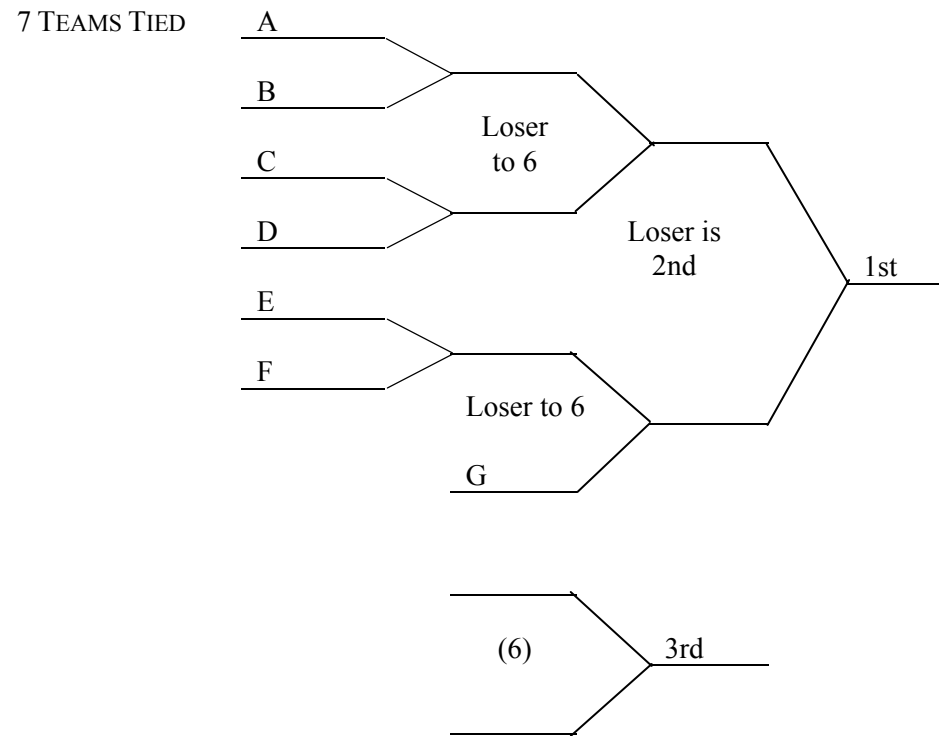 7 TEAMS TIED
A
B
Loser
to 6
C
D
Loser is
2nd
1st
E
F
Loser to 6
G
(6)
3rd